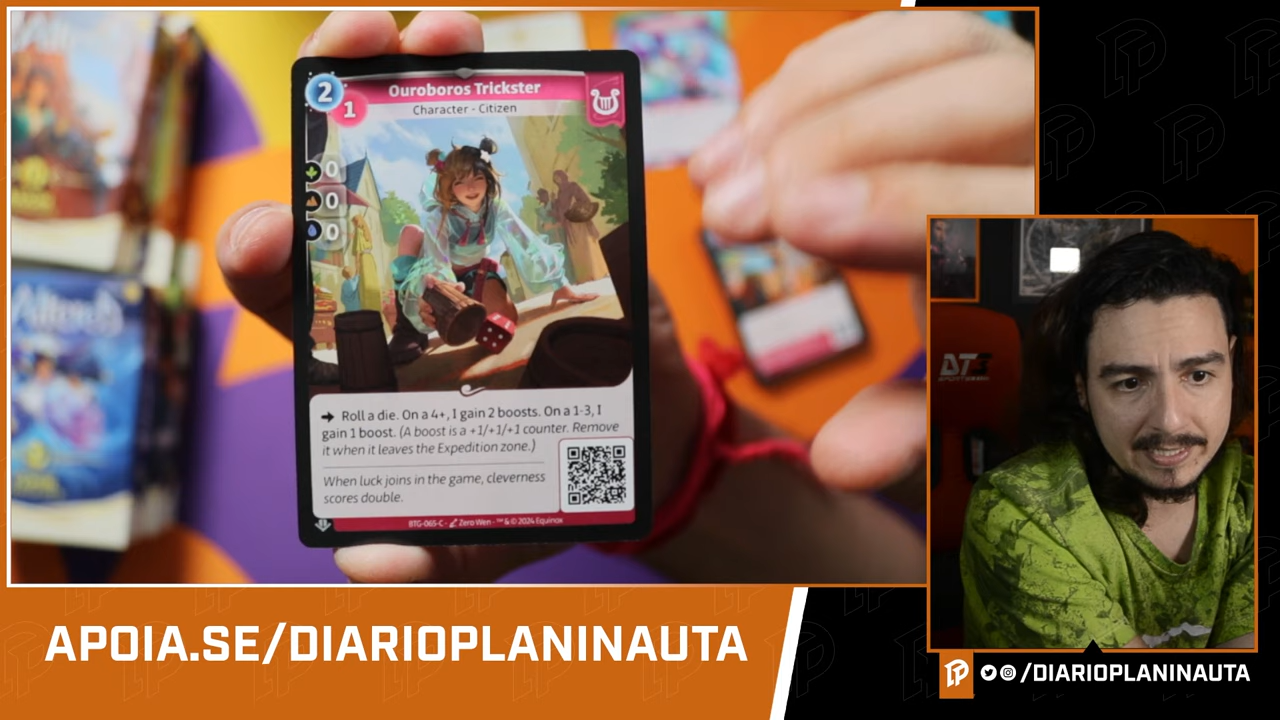 2
1
Ouroboros Trickster
Character - Citizen
0
0
0
➔ Roll a die. On a 4+, I gain 2 boosts. On a 1-3, I
gain 1 boost. (A boost is a +1/+1/+1 counter. Remove
it when it leaves the Expedition zone.)
When luck joins in the game, cleverness
scores double.
BTG-065-C - Zero Wen - ™ & © 2024 Equinox
Altered
AT3
APOIA.SE/DIARIOPLANINAUTA
/DIARIOPLANINAUTA